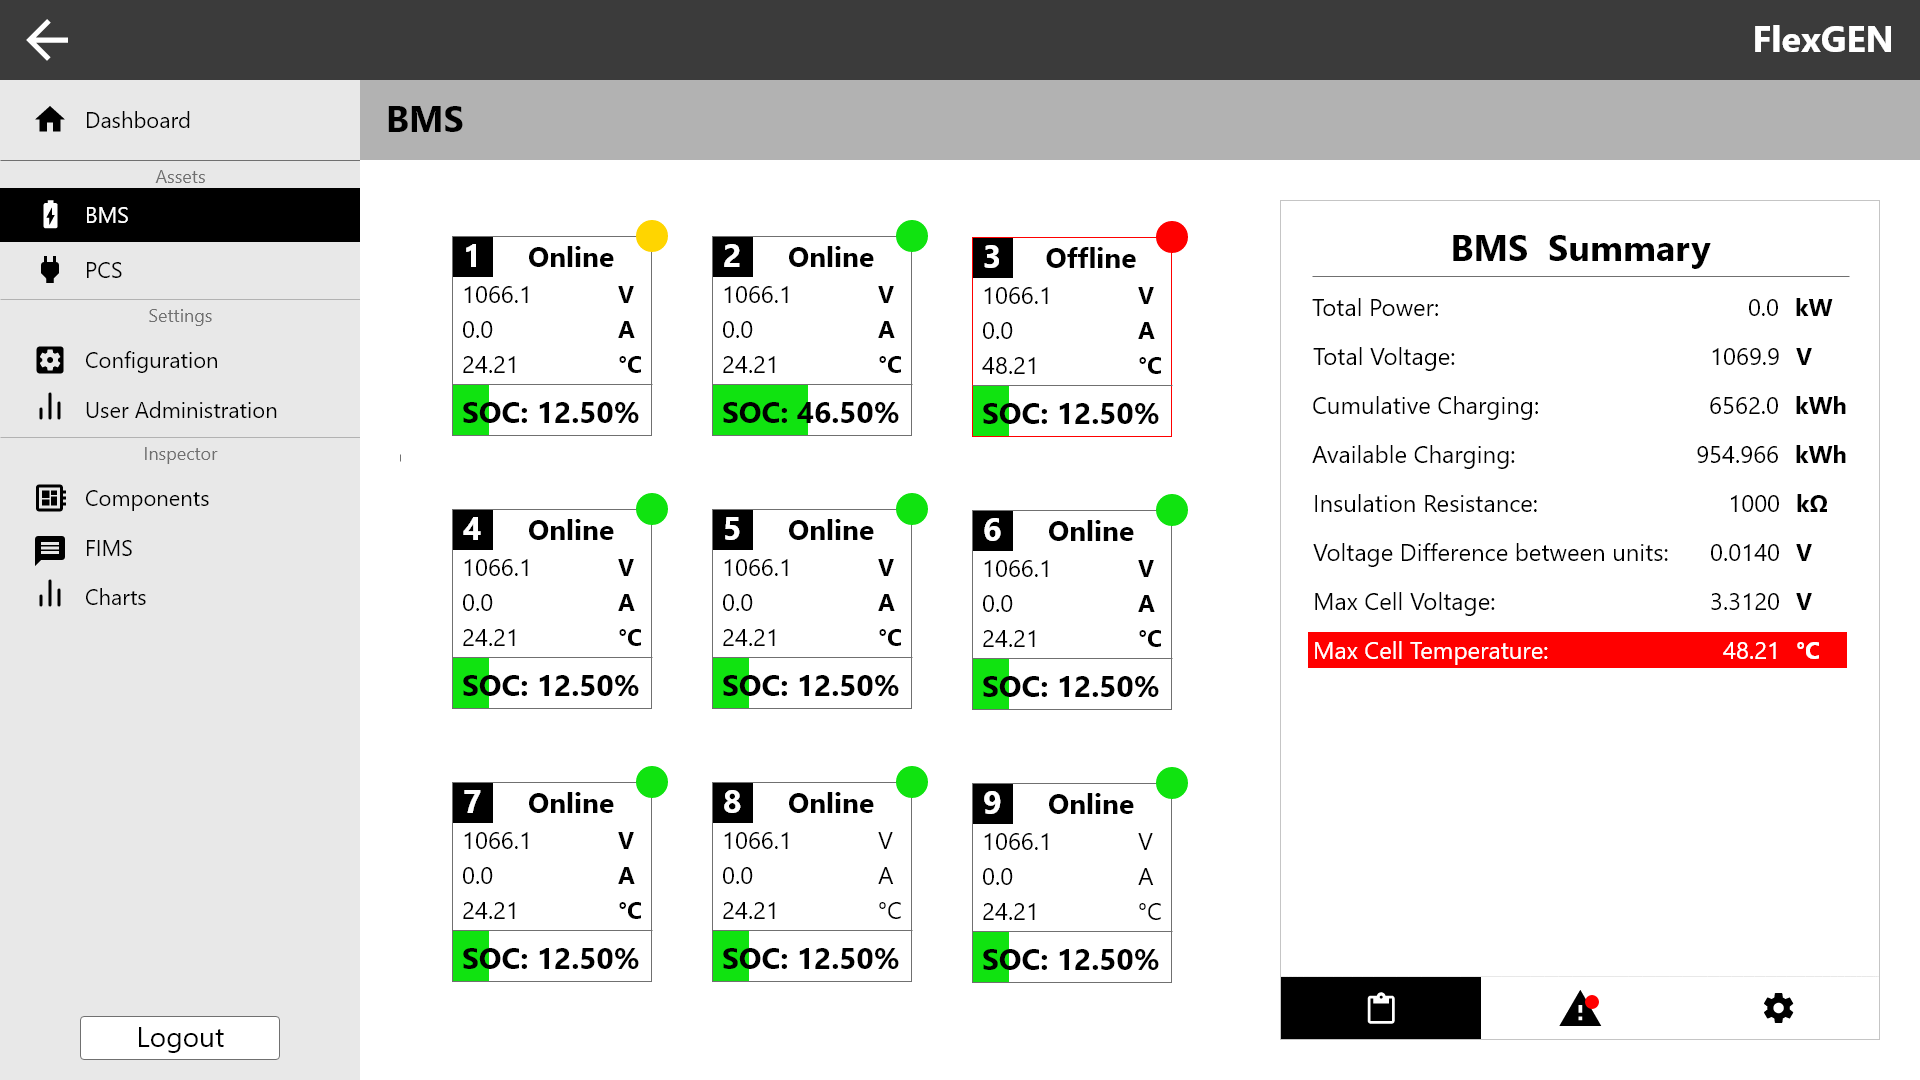 FlexGEN
Dashboard
Assets
BMS
PCS
Settings
Configuration
User Administration
Inspector
Components
FIMS
Charts
Logout
BMS
1 Online
1066.1 V
0.0 A
24.21 °C
SOC: 12.50%
2 Online
1066.1 V
0.0 A
24.21 °C
SOC: 46.50%
3 Offline
1066.1 V
0.0 A
48.21 °C
SOC: 12.50%
4 Online
1066.1 V
0.0 A
24.21 °C
SOC: 12.50%
5 Online
1066.1 V
0.0 A
24.21 °C
SOC: 12.50%
6 Online
1066.1 V
0.0 A
24.21 °C
SOC: 12.50%
7 Online
1066.1 V
0.0 A
24.21 °C
SOC: 12.50%
8 Online
1066.1 V
0.0 A
24.21 °C
SOC: 12.50%
9 Online
1066.1 V
0.0 A
24.21 °C
SOC: 12.50%
BMS Summary
Total Power: 0.0 kW
Total Voltage: 1069.9 V
Cumulative Charging: 6562.0 kWh
Available Charging: 954.966 kWh
Insulation Resistance: 1000 kΩ
Voltage Difference between units: 0.0140 V
Max Cell Voltage: 3.3120 V
Max Cell Temperature: 48.21 °C